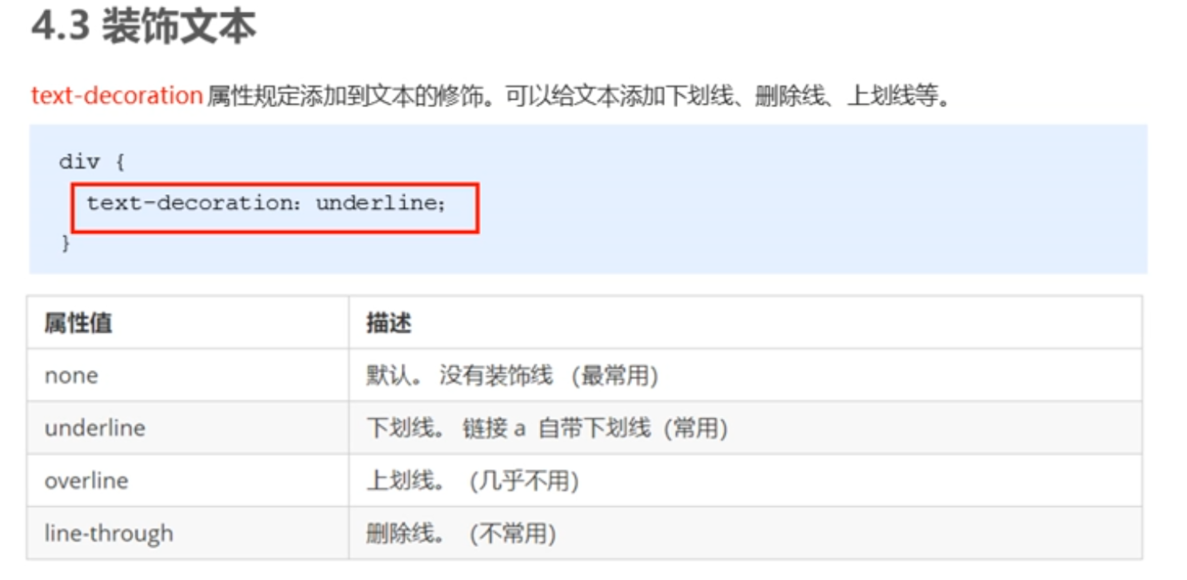 4.3 装饰文本
text-decoration 属性规定添加到文本的修饰。可以给文本添加下划线、删除线、上划线等。
div {
text-decoration: underline;
}
属性值 描述
none 默认。 没有装饰线 (最常用)
underline 下划线。 链接 a 自带下划线 (常用)
overline 上划线。 (几乎不用)
line-through 删除线。 (不常用)